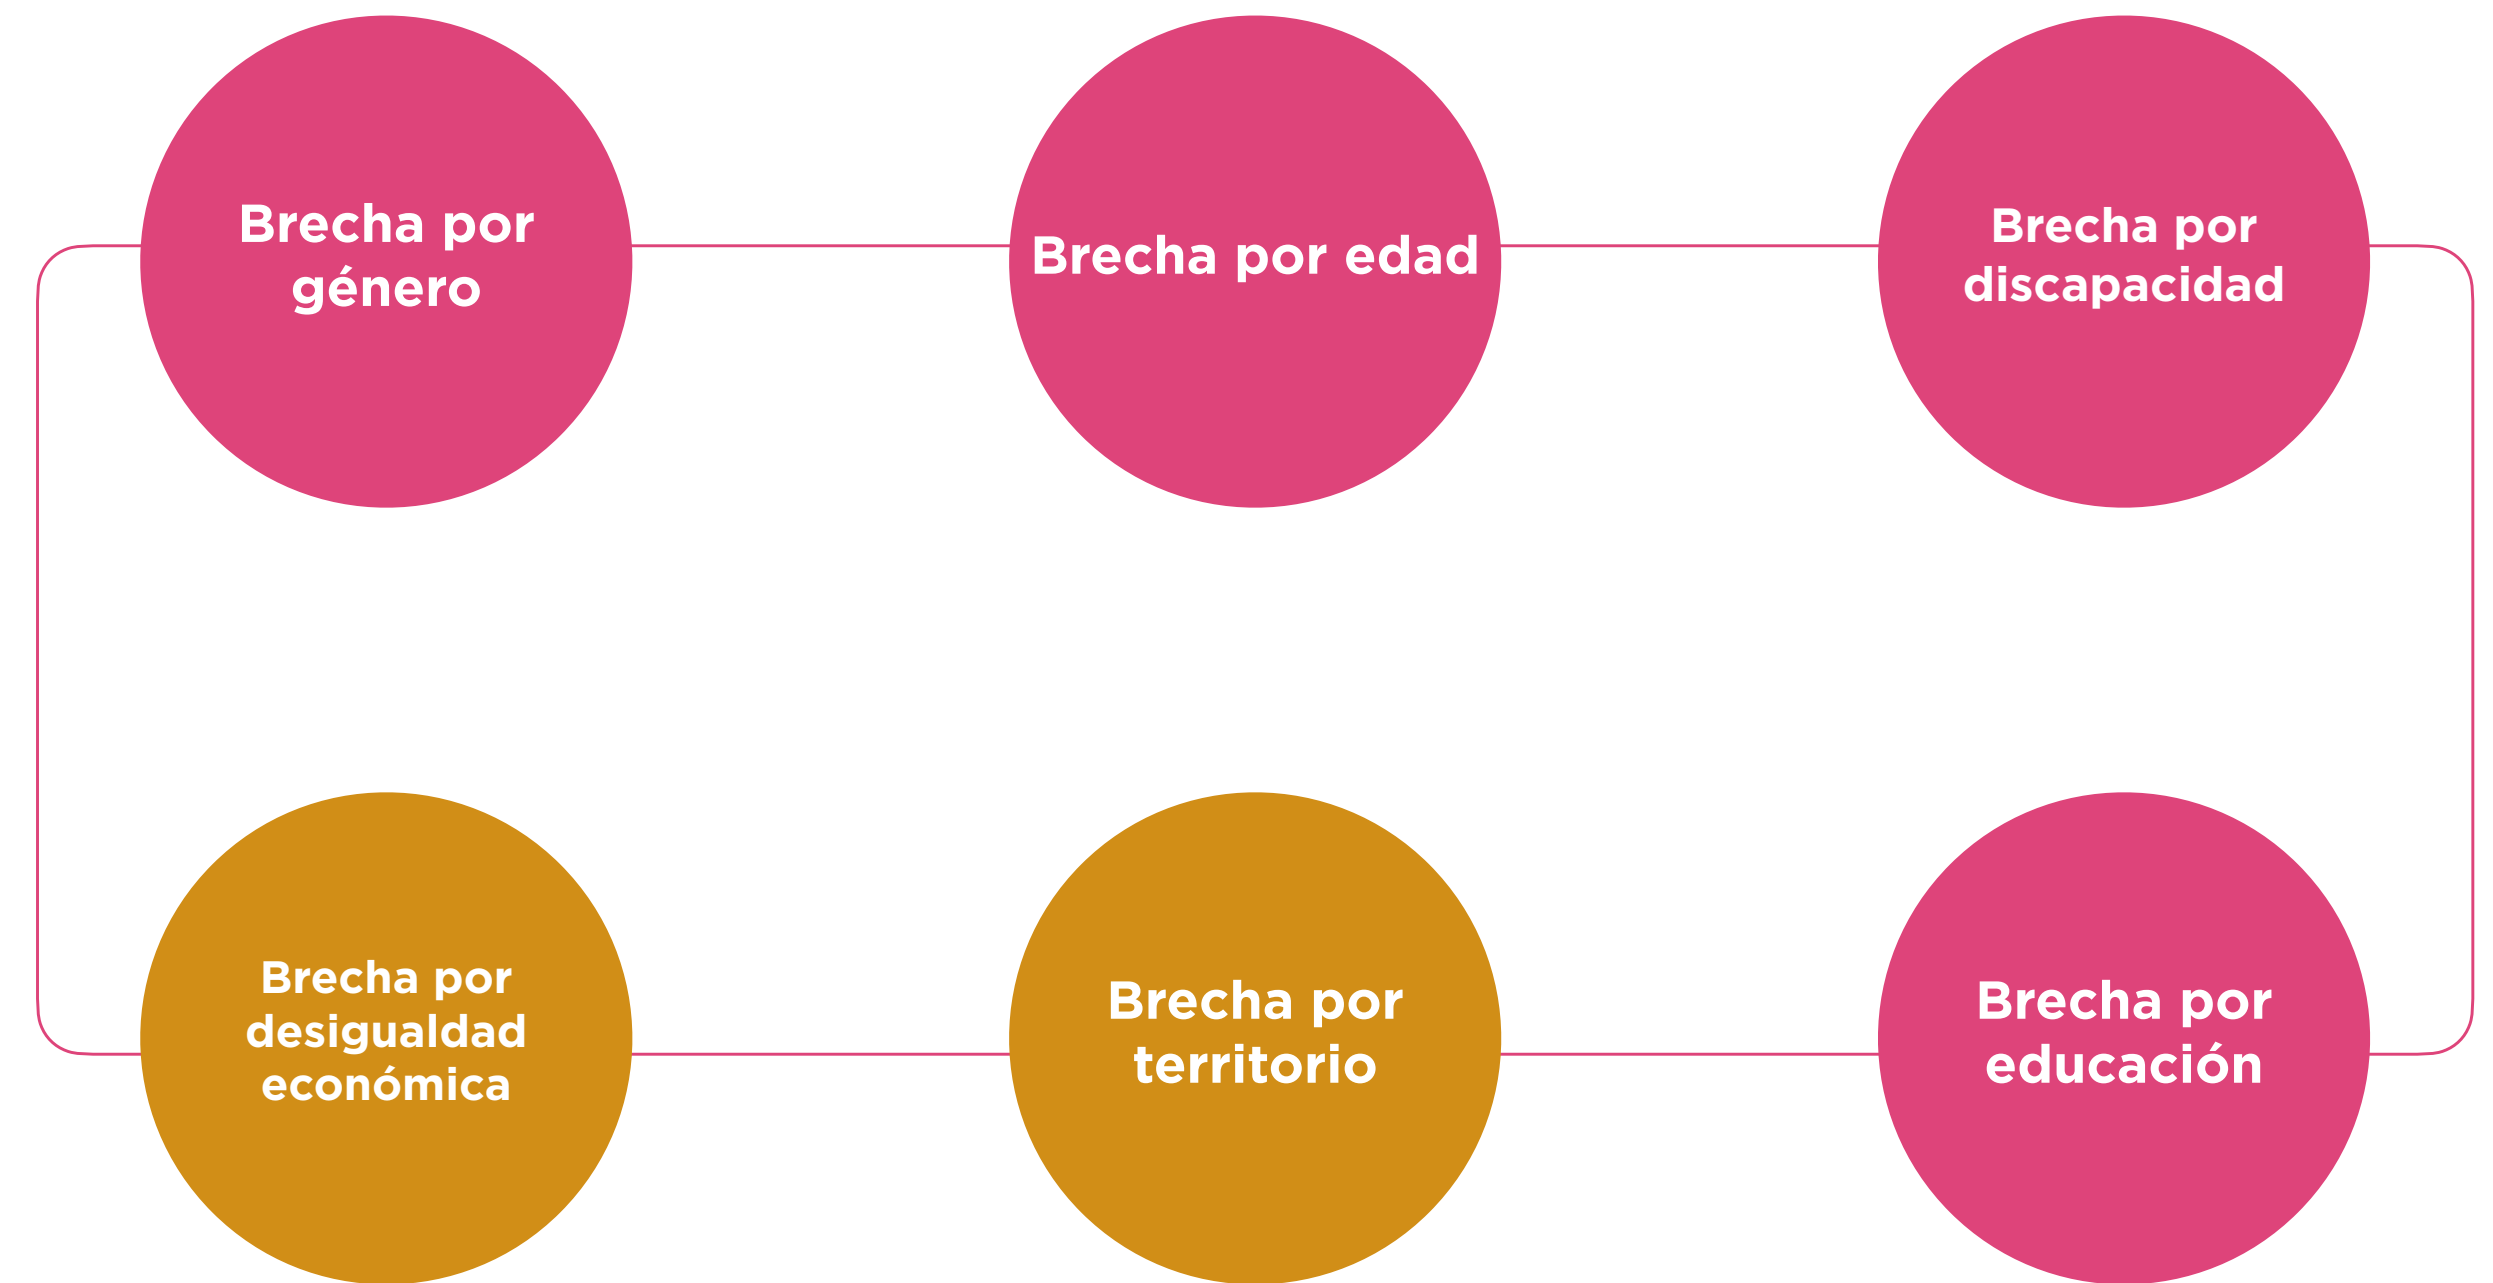 Brecha por
género
Brecha por edad
Brecha por
discapacidad
Brecha por
desigualdad
económica
Brecha por
territorio
Brecha por
educación